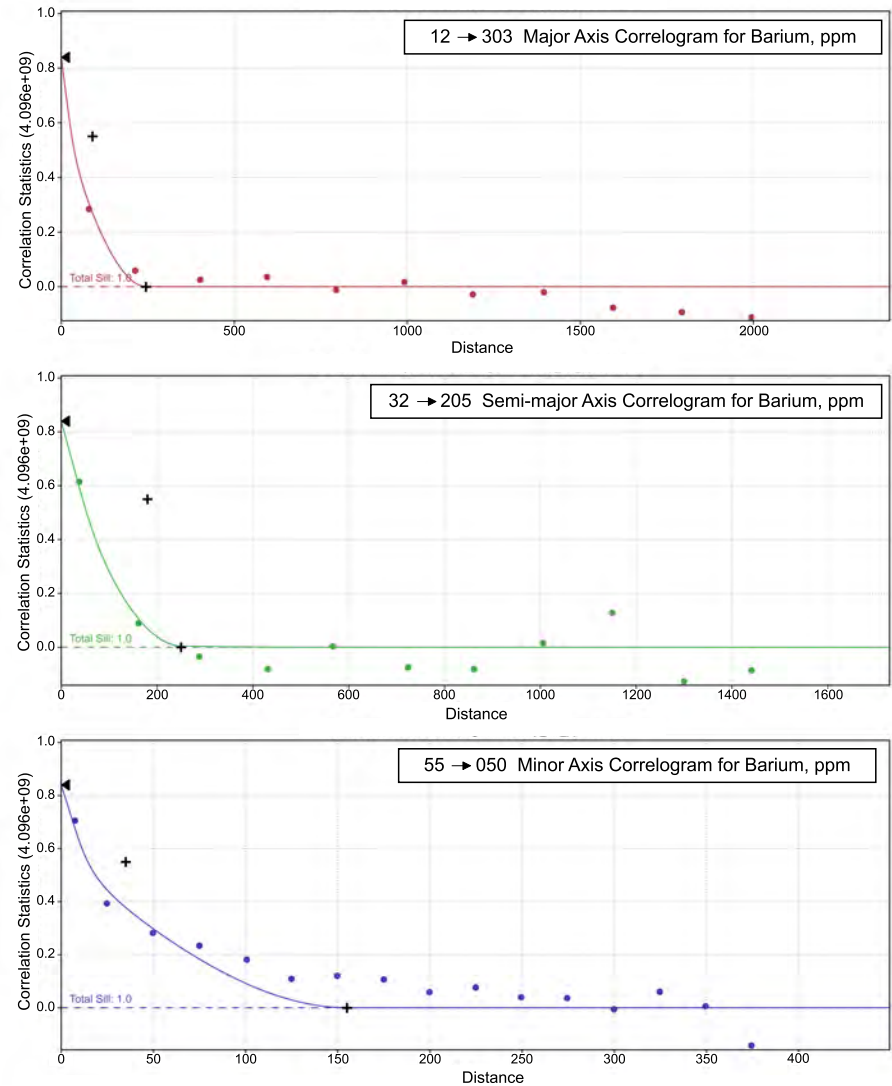 1.0
12 → 303 Major Axis Correlogram for Barium, ppm
0.8
0.6
0.4
0.2
0.0
Correlation Statistics (4.096e+09)
Total Sill: 1.0
0 500 1000 1500 2000
Distance
1.0
32 → 205 Semi-major Axis Correlogram for Barium, ppm
0.8
0.6
0.4
0.2
0.0
Correlation Statistics (4.096e+09)
Total Sill: 1.0
0 200 400 600 800 1000 1200 1400 1600
Distance
1.0
55 → 050 Minor Axis Correlogram for Barium, ppm
0.8
0.6
0.4
0.2
0.0
Correlation Statistics (4.096e+09)
Total Sill: 1.0
0 50 100 150 200 250 300 350 400
Distance